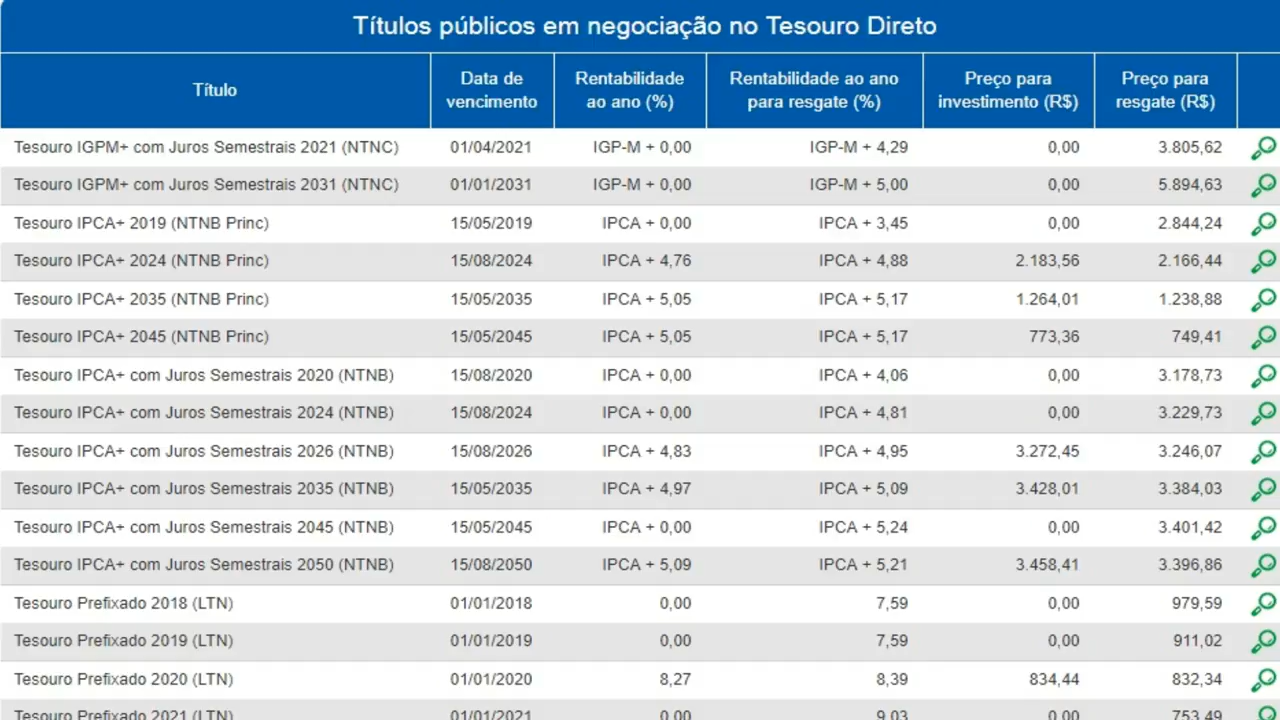 Títulos públicos em negociação no Tesouro Direto
Título Data de vencimento Rentabilidade ao ano (%) Rentabilidade ao ano para resgate (%) Preço para investimento (R$) Preço para resgate (R$)
Tesouro IGPM+ com Juros Semestrais 2021 (NTNC) 01/04/2021 IGP-M + 0,00 IGP-M + 4,29 0,00 3.805,62
Tesouro IGPM+ com Juros Semestrais 2031 (NTNC) 01/01/2031 IGP-M + 0,00 IGP-M + 5,00 0,00 5.894,63
Tesouro IPCA+ 2019 (NTNB Princ) 15/05/2019 IPCA + 0,00 IPCA + 3,45 0,00 2.844,24
Tesouro IPCA+ 2024 (NTNB Princ) 15/08/2024 IPCA + 4,76 IPCA + 4,88 2.183,56 2.166,44
Tesouro IPCA+ 2035 (NTNB Princ) 15/05/2035 IPCA + 5,05 IPCA + 5,17 1.264,01 1.238,88
Tesouro IPCA+ 2045 (NTNB Princ) 15/05/2045 IPCA + 5,05 IPCA + 5,17 773,36 749,41
Tesouro IPCA+ com Juros Semestrais 2020 (NTNB) 15/08/2020 IPCA + 0,00 IPCA + 4,06 0,00 3.178,73
Tesouro IPCA+ com Juros Semestrais 2024 (NTNB) 15/08/2024 IPCA + 0,00 IPCA + 4,81 0,00 3.229,73
Tesouro IPCA+ com Juros Semestrais 2026 (NTNB) 15/08/2026 IPCA + 4,83 IPCA + 4,95 3.272,45 3.246,07
Tesouro IPCA+ com Juros Semestrais 2035 (NTNB) 15/05/2035 IPCA + 4,97 IPCA + 5,09 3.428,01 3.384,03
Tesouro IPCA+ com Juros Semestrais 2045 (NTNB) 15/05/2045 IPCA + 0,00 IPCA + 5,24 0,00 3.401,42
Tesouro IPCA+ com Juros Semestrais 2050 (NTNB) 15/08/2050 IPCA + 5,09 IPCA + 5,21 3.458,41 3.396,86
Tesouro Prefixado 2018 (LTN) 01/01/2018 0,00 7,59 0,00 979,59
Tesouro Prefixado 2019 (LTN) 01/01/2019 0,00 7,59 0,00 911,02
Tesouro Prefixado 2020 (LTN) 01/01/2020 8,27 8,39 834,44 832,34
Tesouro Prefixado 2021 (LTN) 01/01/2021 0,00 9,03 0,00 753,49